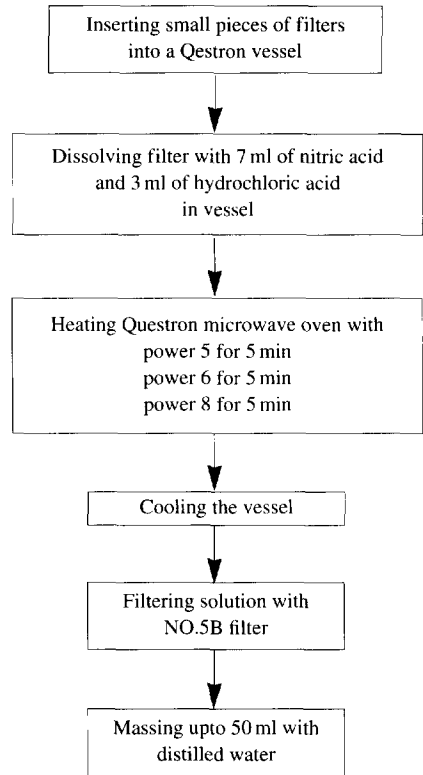 Inserting small pieces of filters
into a Qestron vessel
Dissolving filter with 7 ml of nitric acid
and 3 ml of hydrochloric acid
in vessel
Heating Questron microwave oven with
power 5 for 5 min
power 6 for 5 min
power 8 for 5 min
Cooling the vessel
Filtering solution with
NO.5B filter
Massing upto 50 ml with
distilled water